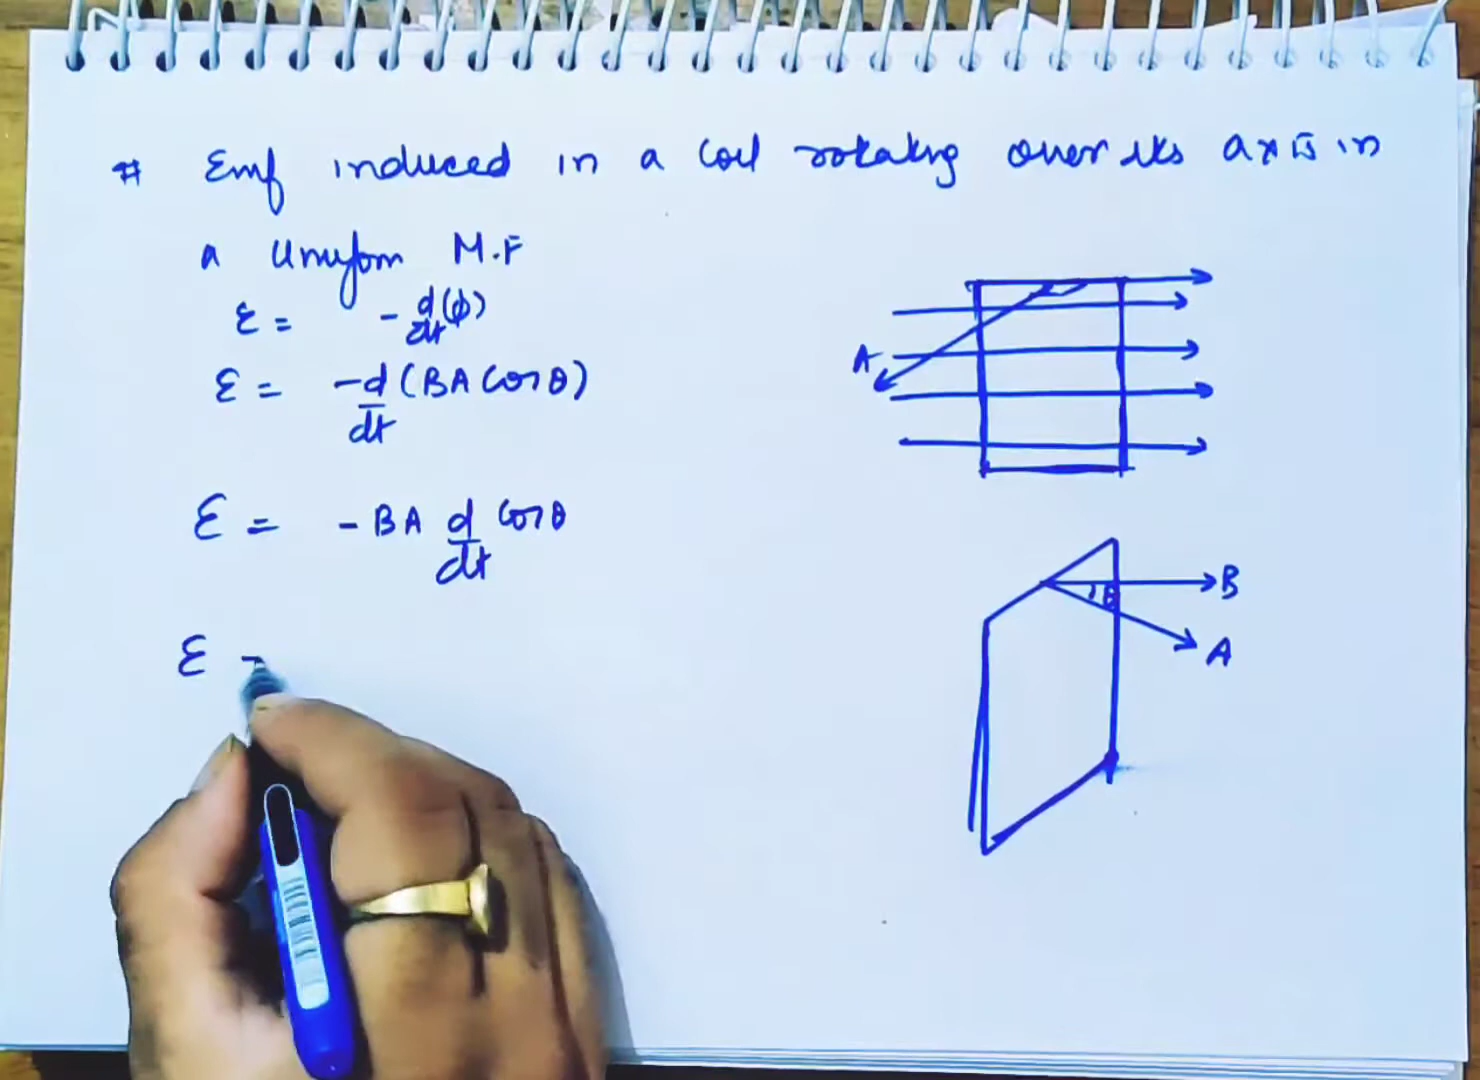 # Emf induced in a Coil rotating over its axis in
a Uniform M.F
ε = - d/dt (φ)
ε = -d/dt (BA Cosθ)
ε = - BA d/dt Cosθ
ε =
A
B
θ
A